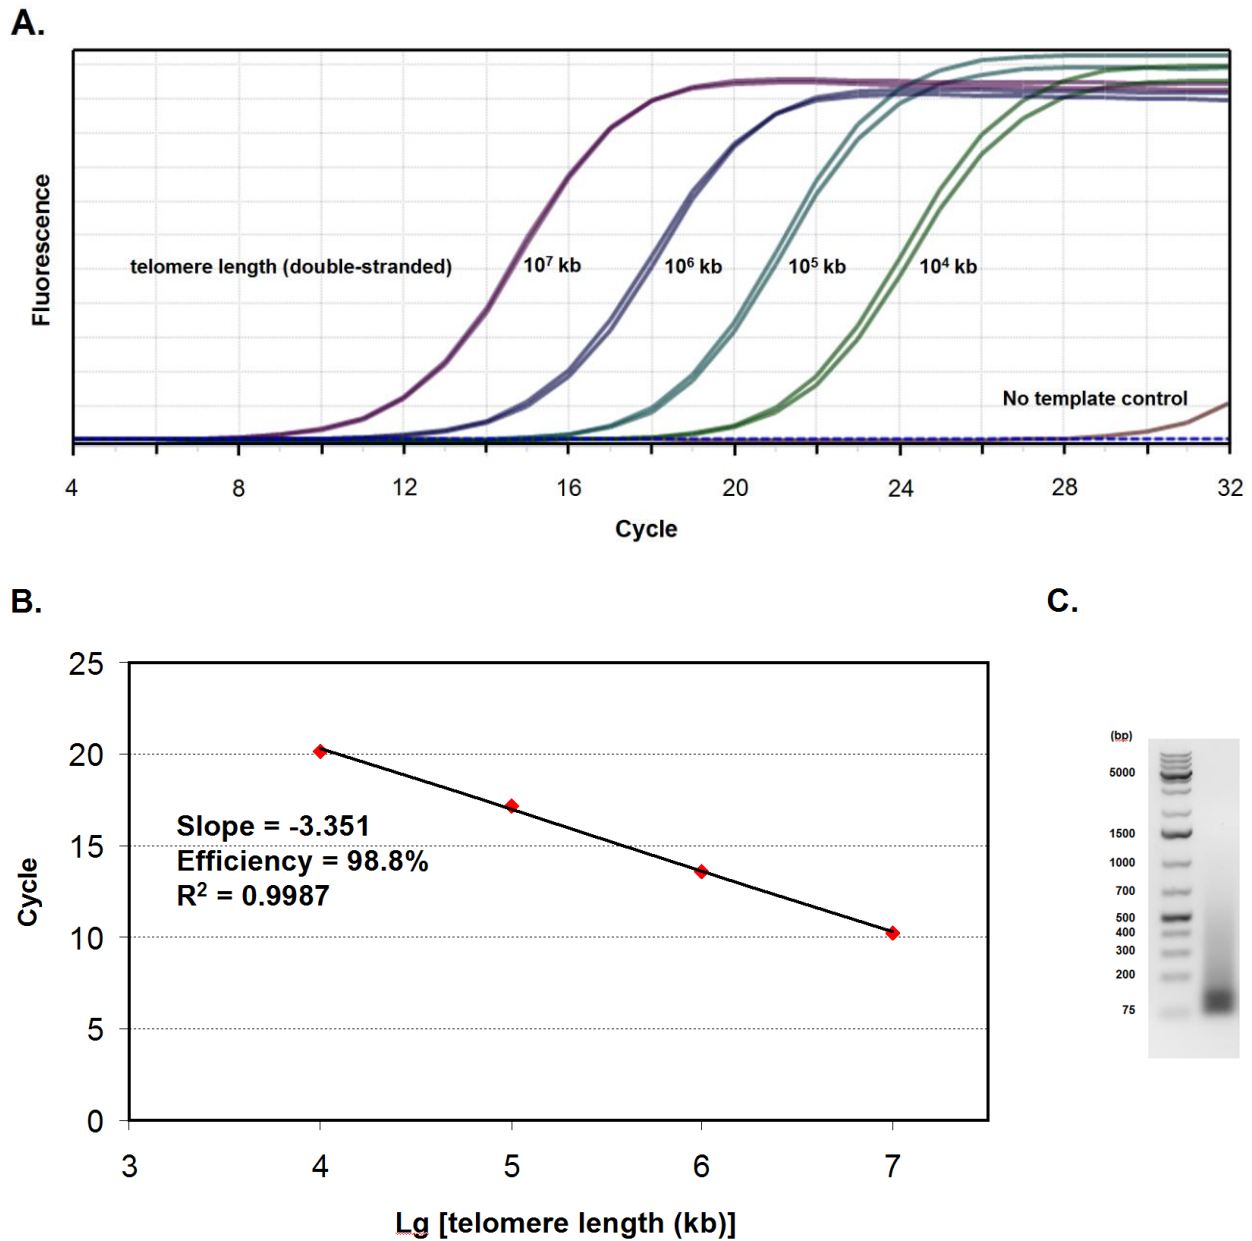 A.
Fluorescence
telomere length (double-stranded)
10⁷ kb
10⁶ kb
10⁵ kb
10⁴ kb
No template control
4 8 12 16 20 24 28 32
Cycle
B.
25
20
15
10
5
0
Cycle
Slope = -3.351
Efficiency = 98.8%
R² = 0.9987
3 4 5 6 7
Lg [telomere length (kb)]
C.
(bp)
5000
1500
1000
700
500
400
300
200
75